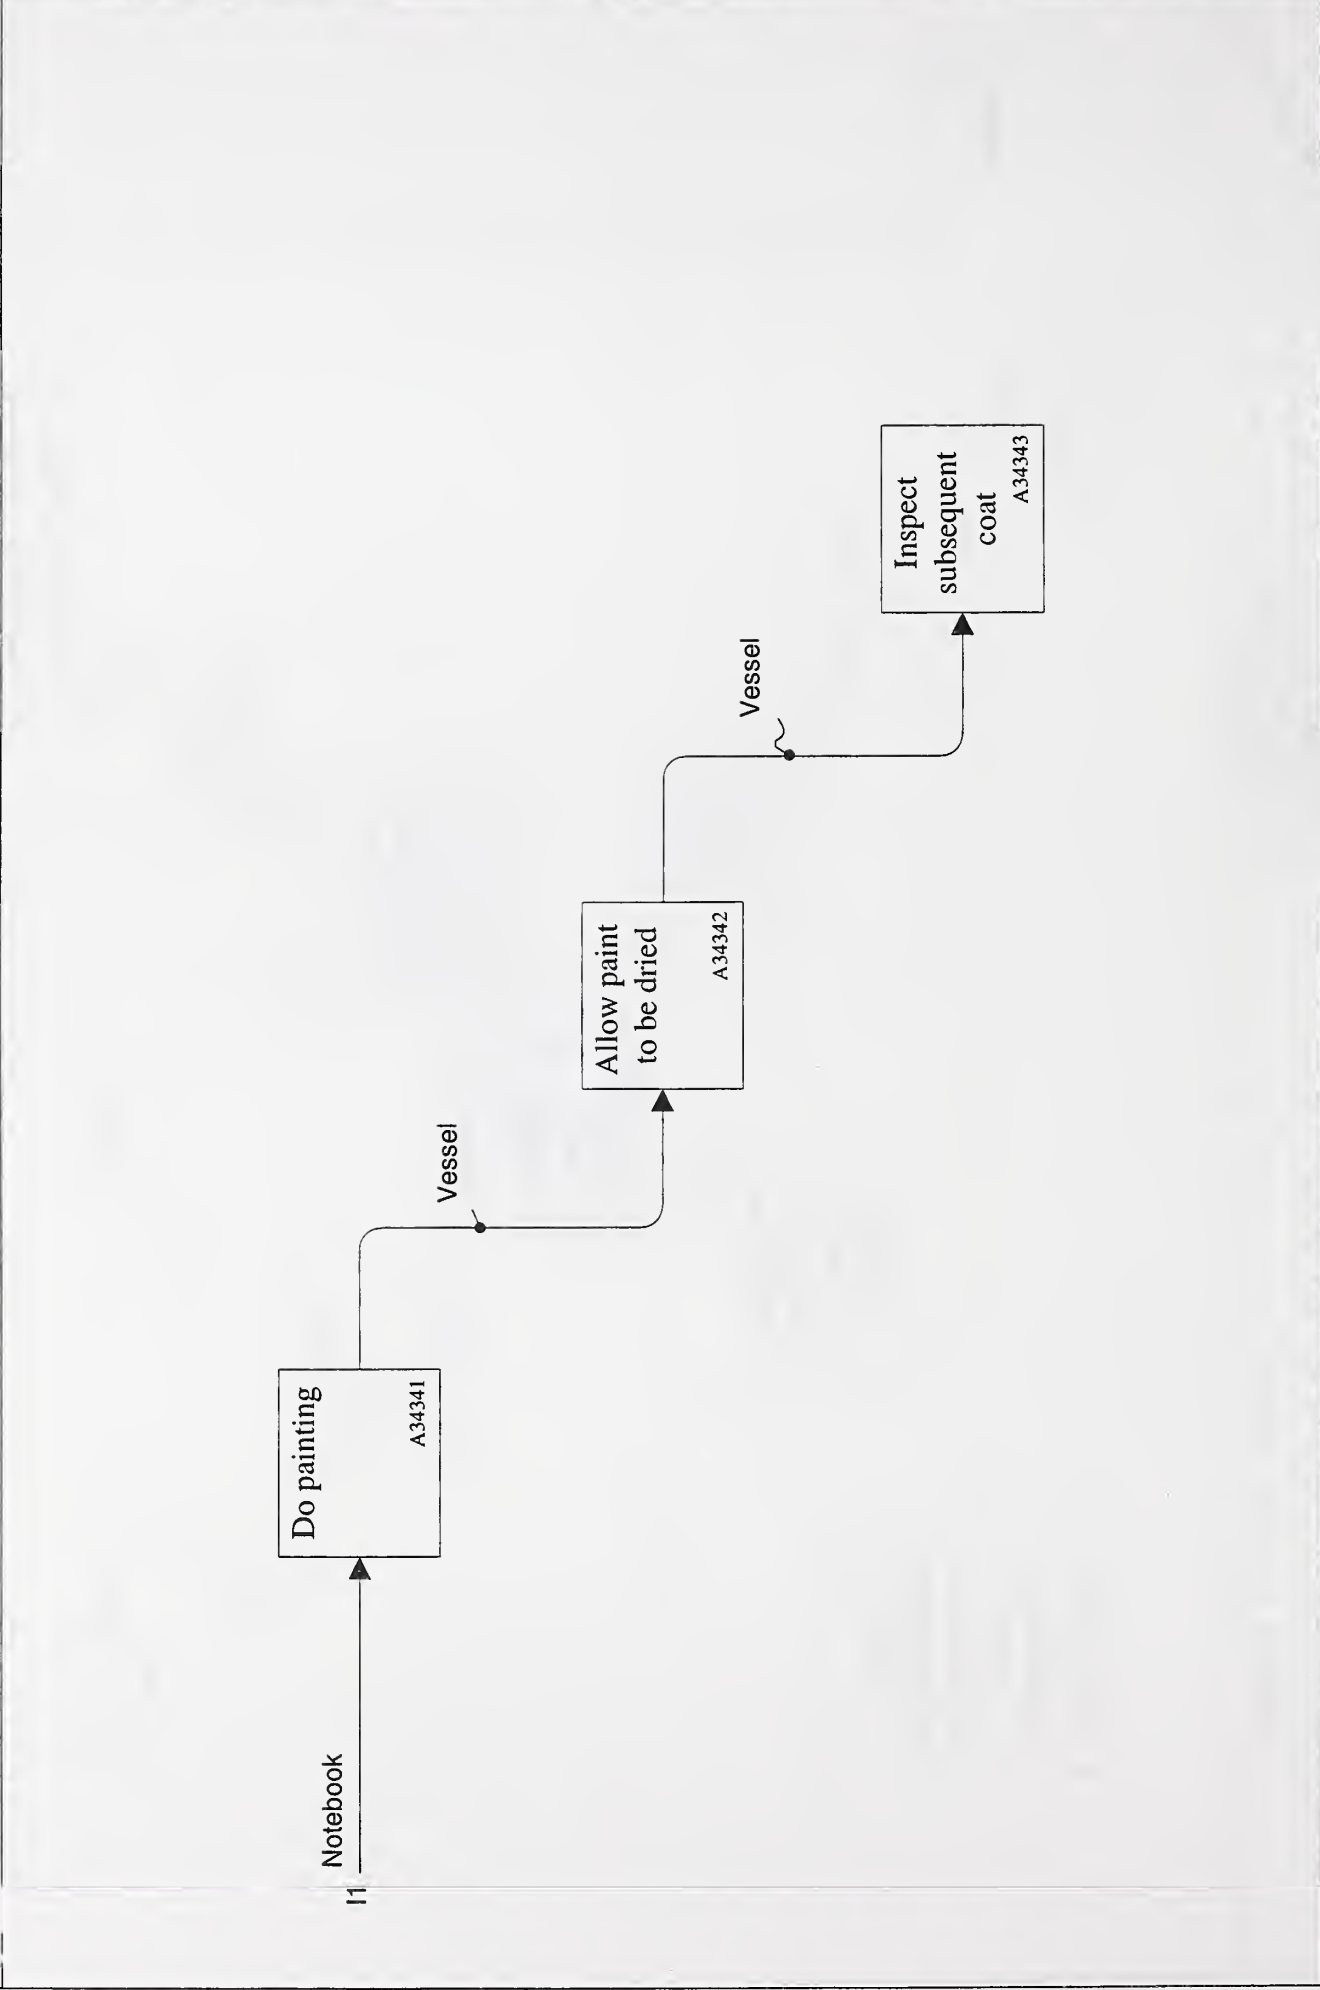 I1
Notebook
Do painting
A34341
Vessel
Allow paint
to be dried
A34342
Vessel
Inspect
subsequent
coat
A34343